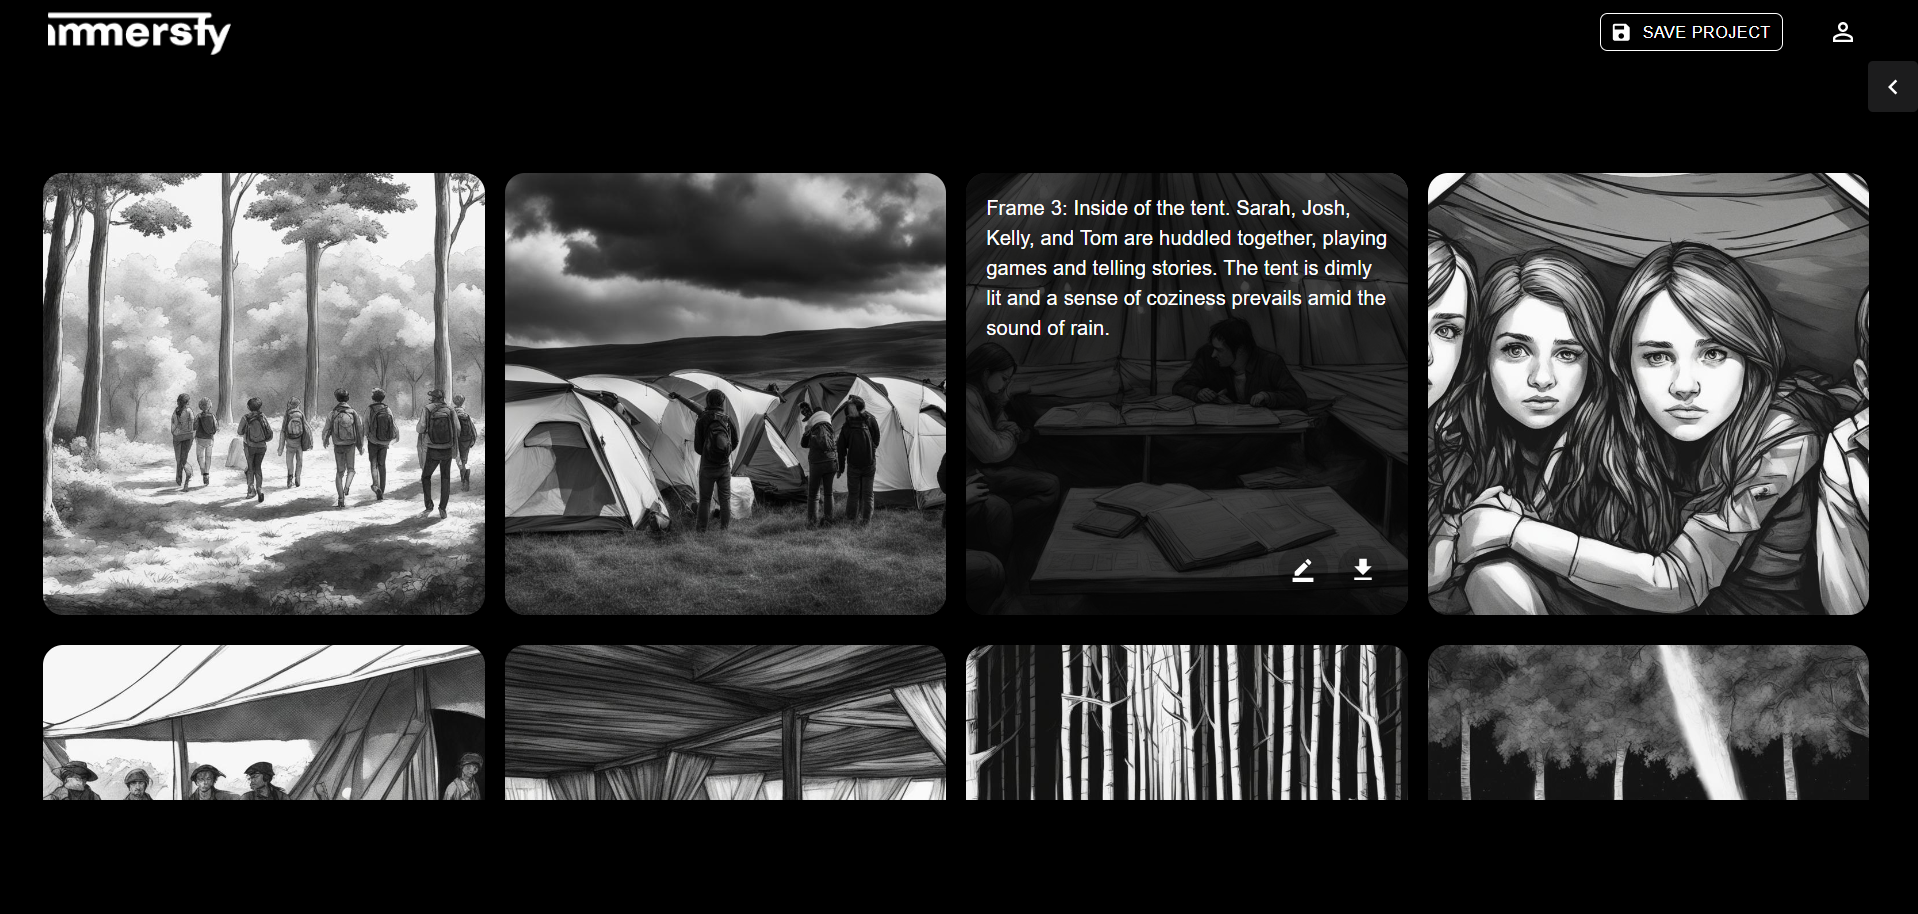 immersfy
SAVE PROJECT
Frame 3: Inside of the tent. Sarah, Josh,
Kelly, and Tom are huddled together, playing
games and telling stories. The tent is dimly
lit and a sense of coziness prevails amid the
sound of rain.